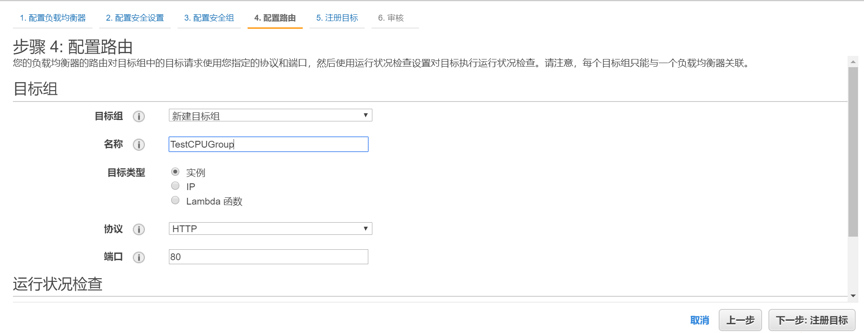 1. 配置负载均衡器 2. 配置安全设置 3. 配置安全组 4. 配置路由 5. 注册目标 6. 审核
步骤 4: 配置路由
您的负载均衡器的路由对目标组中的目标请求使用您指定的协议和端口，然后使用运行状况检查设置对目标执行运行状况检查。请注意，每个目标组只能与一个负载均衡器关联。
目标组
目标组 i 新建目标组
名称 i TestCPUGroup
目标类型 实例
IP
Lambda 函数
协议 i HTTP
端口 i 80
运行状况检查
取消 上一步 下一步: 注册目标